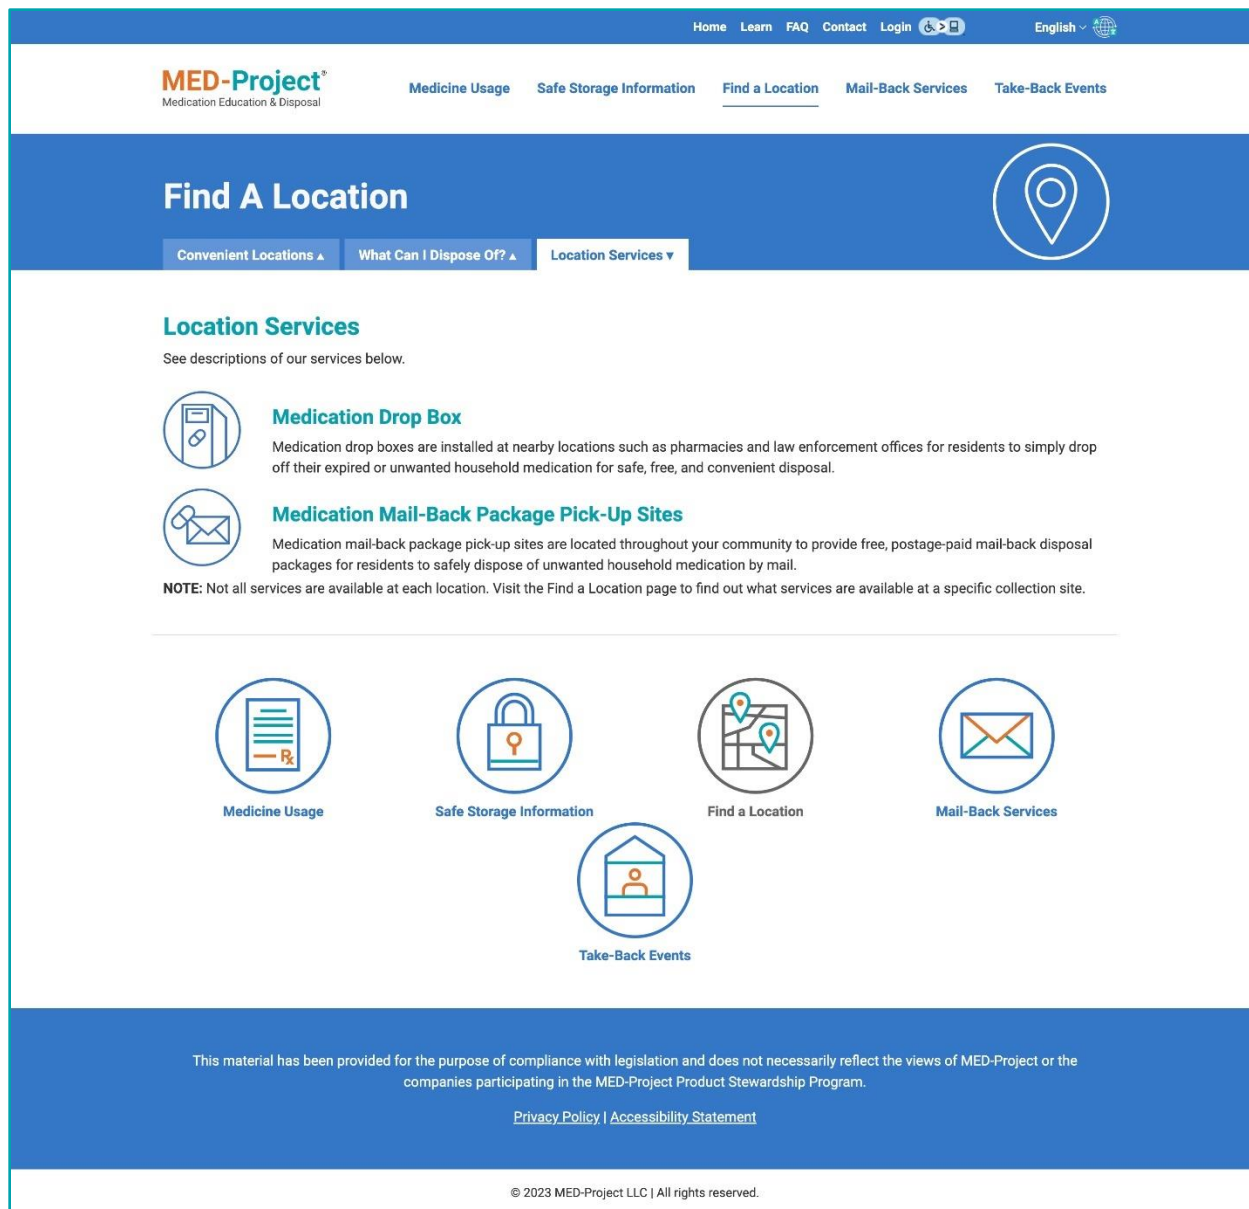 Home Learn FAQ Contact Login English
MED-Project®
Medication Education & Disposal
Medicine Usage Safe Storage Information Find a Location Mail-Back Services Take-Back Events
Find A Location
Convenient Locations ▲ What Can I Dispose Of? ▲ Location Services ▼
Location Services
See descriptions of our services below.
Medication Drop Box
Medication drop boxes are installed at nearby locations such as pharmacies and law enforcement offices for residents to simply drop
off their expired or unwanted household medication for safe, free, and convenient disposal.
Medication Mail-Back Package Pick-Up Sites
Medication mail-back package pick-up sites are located throughout your community to provide free, postage-paid mail-back disposal
packages for residents to safely dispose of unwanted household medication by mail.
NOTE: Not all services are available at each location. Visit the Find a Location page to find out what services are available at a specific collection site.
Rx
Medicine Usage Safe Storage Information Find a Location Mail-Back Services
Take-Back Events
This material has been provided for the purpose of compliance with legislation and does not necessarily reflect the views of MED-Project or the
companies participating in the MED-Project Product Stewardship Program.
Privacy Policy | Accessibility Statement
© 2023 MED-Project LLC | All rights reserved.